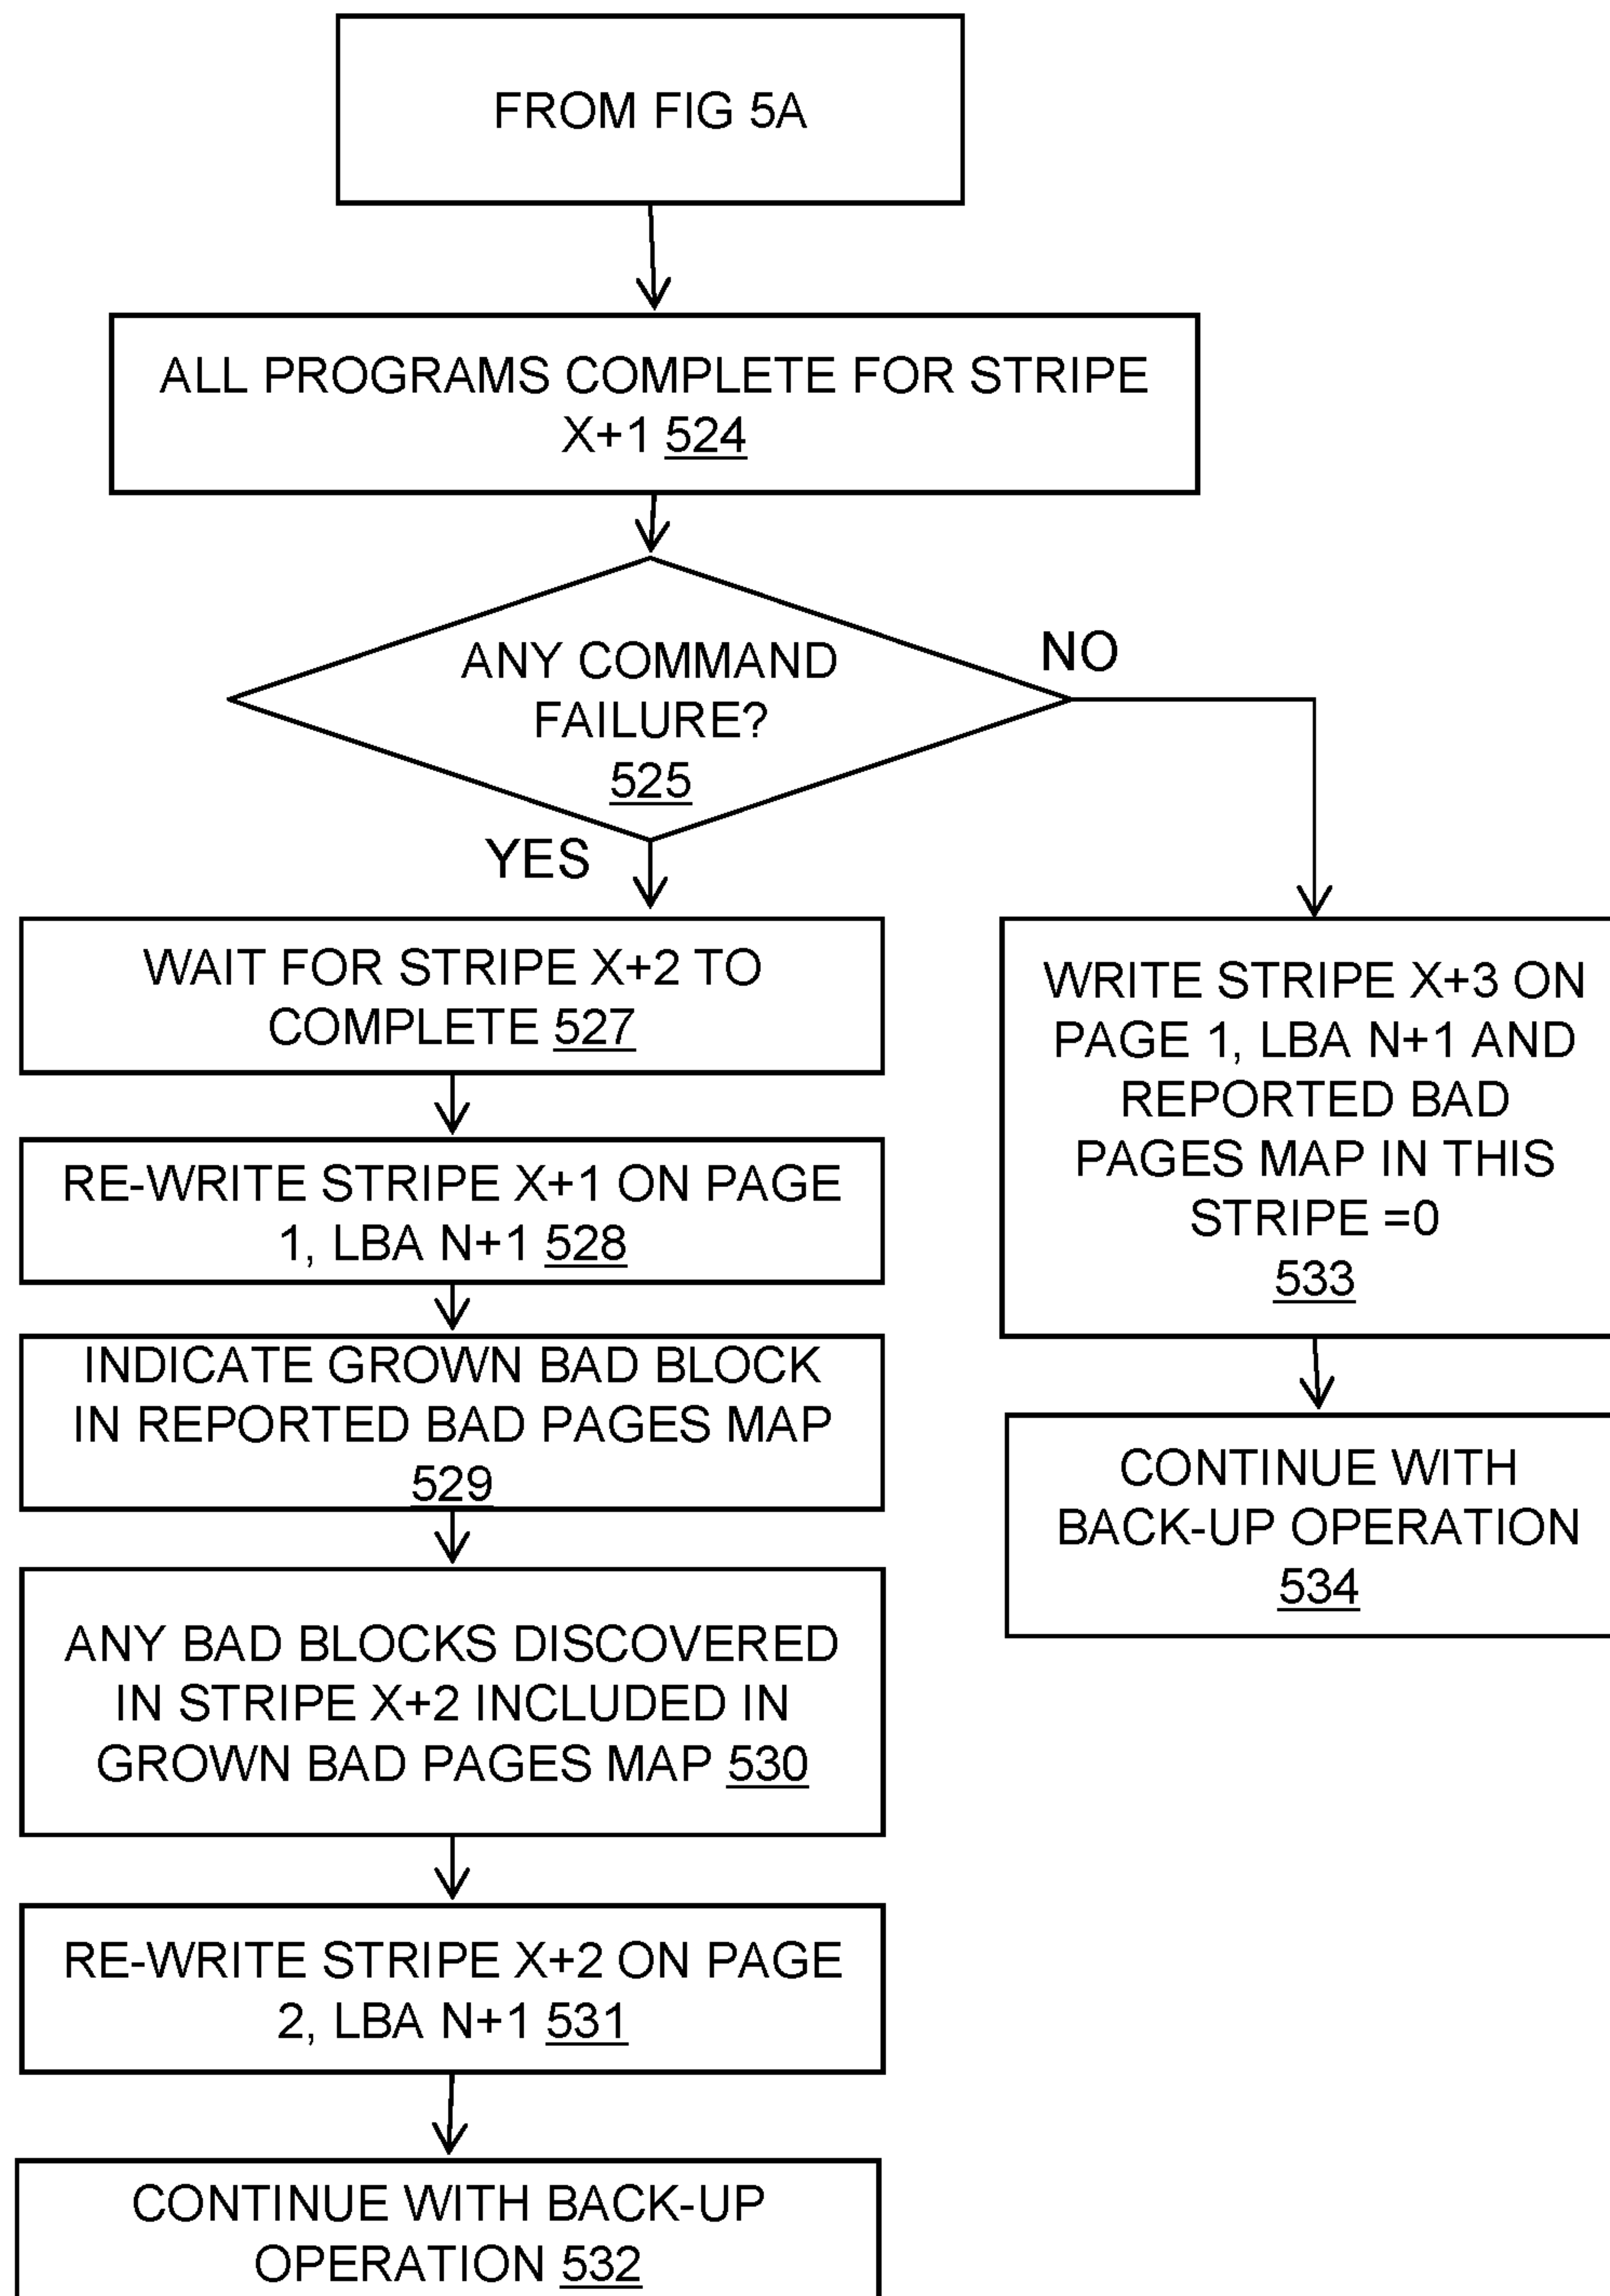 FROM FIG 5A
ALL PROGRAMS COMPLETE FOR STRIPE
X+1 524
ANY COMMAND
FAILURE?
525
NO
YES
WAIT FOR STRIPE X+2 TO
COMPLETE 527
RE-WRITE STRIPE X+1 ON PAGE
1, LBA N+1 528
INDICATE GROWN BAD BLOCK
IN REPORTED BAD PAGES MAP
529
ANY BAD BLOCKS DISCOVERED
IN STRIPE X+2 INCLUDED IN
GROWN BAD PAGES MAP 530
RE-WRITE STRIPE X+2 ON PAGE
2, LBA N+1 531
CONTINUE WITH BACK-UP
OPERATION 532
WRITE STRIPE X+3 ON
PAGE 1, LBA N+1 AND
REPORTED BAD
PAGES MAP IN THIS
STRIPE =0
533
CONTINUE WITH
BACK-UP OPERATION
534